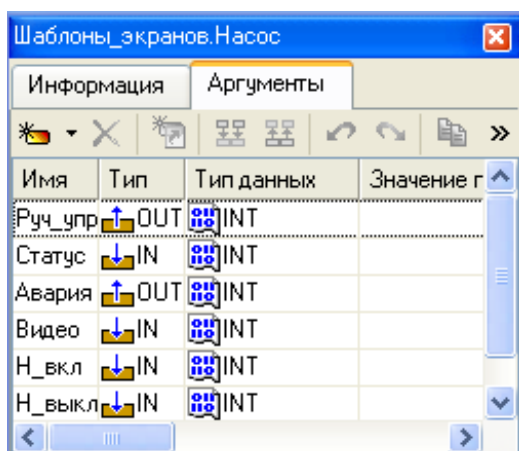 Шаблоны_экранов.Насос
Информация Аргументы
Имя Тип Тип данных Значение г
Руч_упр OUT INT
Статус IN INT
Авария OUT INT
Видео IN INT
Н_вкл IN INT
Н_выкл IN INT